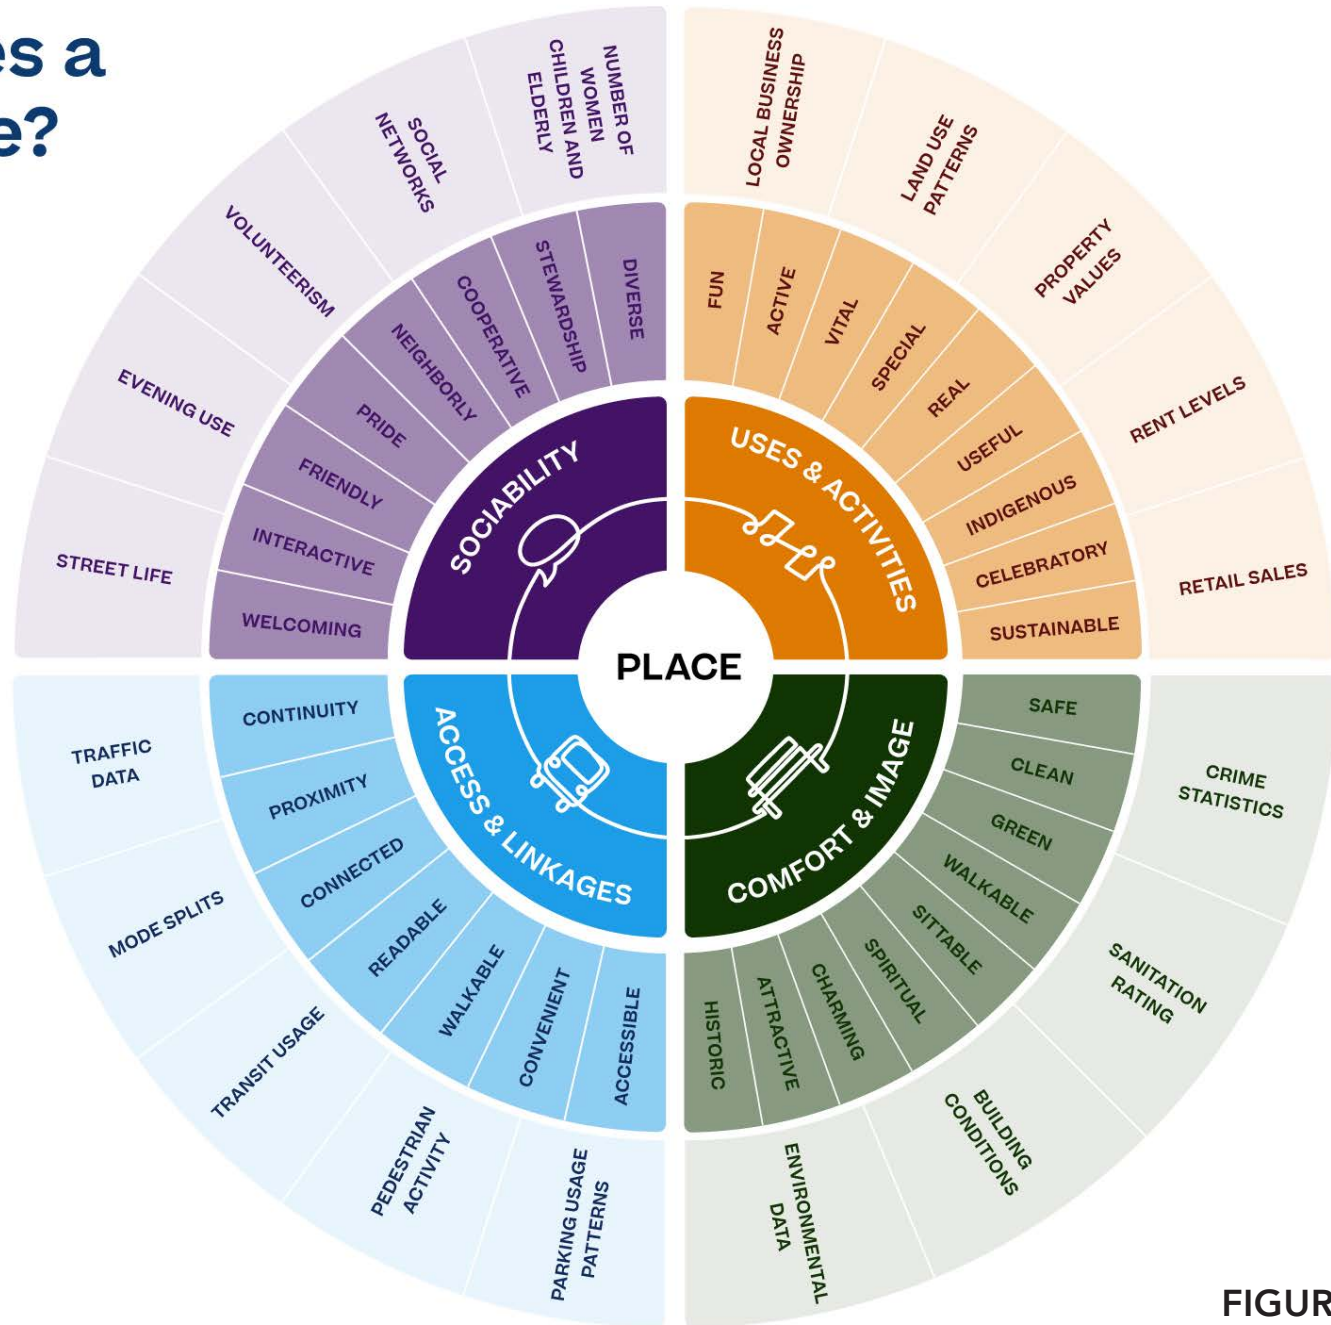 es a
e?
NUMBER OF
WOMEN
CHILDREN AND
ELDERLY
SOCIAL
NETWORKS
VOLUNTEERISM
EVENING USE
STREET LIFE
DIVERSE
STEWARDSHIP
COOPERATIVE
NEIGHBORLY
PRIDE
FRIENDLY
INTERACTIVE
WELCOMING
SOCIABILITY
LOCAL BUSINESS
OWNERSHIP
LAND USE
PATTERNS
PROPERTY
VALUES
RENT LEVELS
RETAIL SALES
FUN
ACTIVE
VITAL
SPECIAL
REAL
USEFUL
INDIGENOUS
CELEBRATORY
SUSTAINABLE
USES & ACTIVITIES
PLACE
ACCESS & LINKAGES
CONTINUITY
PROXIMITY
CONNECTED
READABLE
WALKABLE
CONVENIENT
ACCESSIBLE
TRAFFIC
DATA
MODE SPLITS
TRANSIT USAGE
PEDESTRIAN
ACTIVITY
PARKING USAGE
PATTERNS
COMFORT & IMAGE
SAFE
CLEAN
GREEN
WALKABLE
SITTABLE
SPIRITUAL
CHARMING
ATTRACTIVE
HISTORIC
CRIME
STATISTICS
SANITATION
RATING
BUILDING
CONDITIONS
ENVIRONMENTAL
DATA
FIGUR